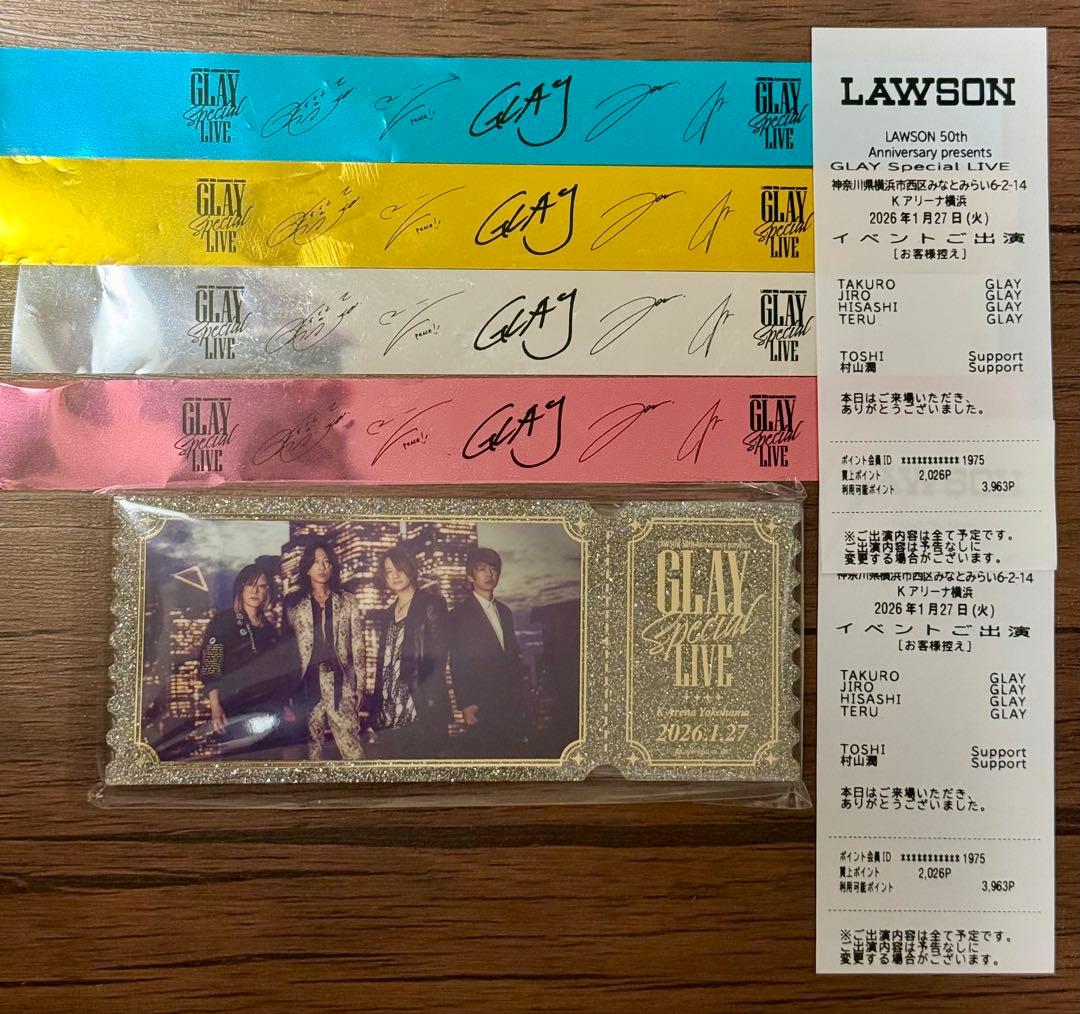 GLAY
Special
LIVE
PEACE!!
GLAY
GLAY
Special
LIVE
GLAY
Special
LIVE
PEACE!!
GLAY
GLAY
Special
LIVE
GLAY
Special
LIVE
PEACE!!
GLAY
GLAY
Special
LIVE
GLAY
Special
LIVE
PEACE!!
GLAY
GLAY
Special
LIVE
LAWSON 50th Anniversary presents
GLAY
Special
LIVE
K-Arena Yokohama
2026.1.27
LAWSON
LAWSON 50th
Anniversary presents
GLAY Special LIVE
神奈川県横浜市西区みなとみらい6-2-14
Kアリーナ横浜
2026年1月27日(火)
イベントご出演
[お客様控え]
TAKURO GLAY
JIRO GLAY
HISASHI GLAY
TERU GLAY
TOSHI Support
村山潤 Support
本日はご来場いただき、
ありがとうございました。
ポイント会員ID ***********1975
買上ポイント 2,026P
利用可能ポイント 3,963P
※ご出演内容は全て予定です。
ご出演内容は予告なしに
変更する場合がございます。
神奈川県横浜市西区みなとみらい6-2-14
Kアリーナ横浜
2026年1月27日(火)
イベントご出演
[お客様控え]
TAKURO GLAY
JIRO GLAY
HISASHI GLAY
TERU GLAY
TOSHI Support
村山潤 Support
本日はご来場いただき、
ありがとうございました。
ポイント会員ID ***********1975
買上ポイント 2,026P
利用可能ポイント 3,963P
※ご出演内容は全て予定です。
ご出演内容は予告なしに
変更する場合がございます。